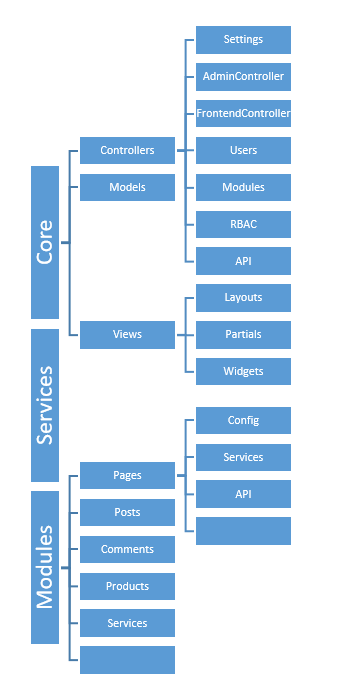 Core
Controllers
Settings
AdminController
FrontendController
Users
Modules
RBAC
API
Models
Views
Layouts
Partials
Widgets
Services
Modules
Pages
Config
Services
API
Posts
Comments
Products
Services